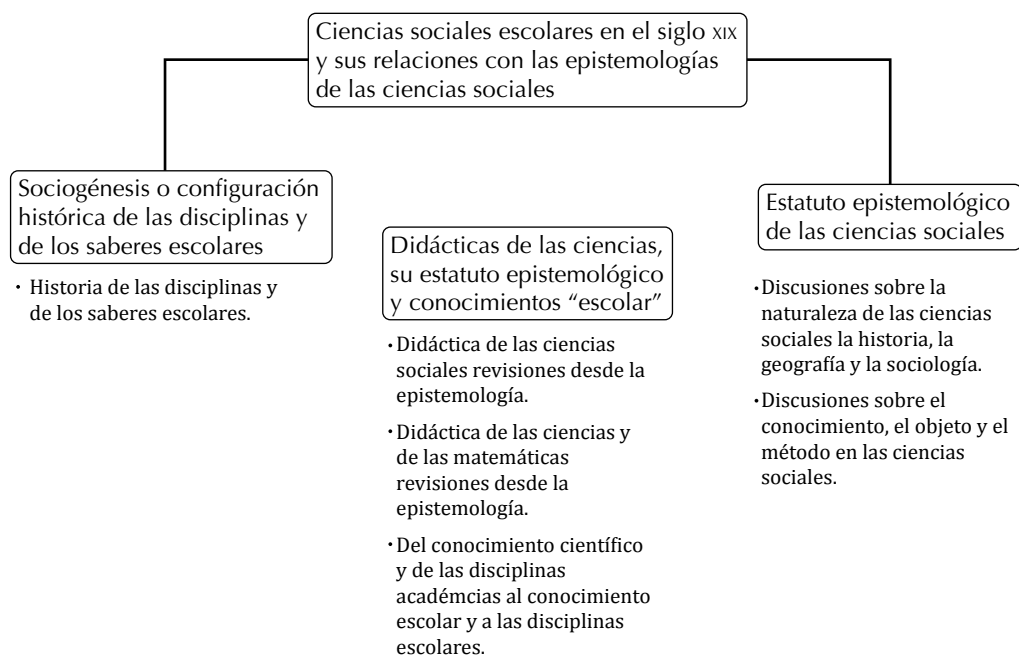 Ciencias sociales escolares en el siglo XIX
y sus relaciones con las epistemologías
de las ciencias sociales
Sociogénesis o configuración
histórica de las disciplinas y
de los saberes escolares
· Historia de las disciplinas y
de los saberes escolares.
Didácticas de las ciencias,
su estatuto epistemológico
y conocimientos “escolar”
· Didáctica de las ciencias
sociales revisiones desde la
epistemología.
· Didáctica de las ciencias y
de las matemáticas
revisiones desde la
epistemología.
· Del conocimiento científico
y de las disciplinas
académcias al conocimiento
escolar y a las disciplinas
escolares.
Estatuto epistemológico
de las ciencias sociales
· Discusiones sobre la
naturaleza de las ciencias
sociales la historia, la
geografía y la sociología.
· Discusiones sobre el
conocimiento, el objeto y el
método en las ciencias
sociales.